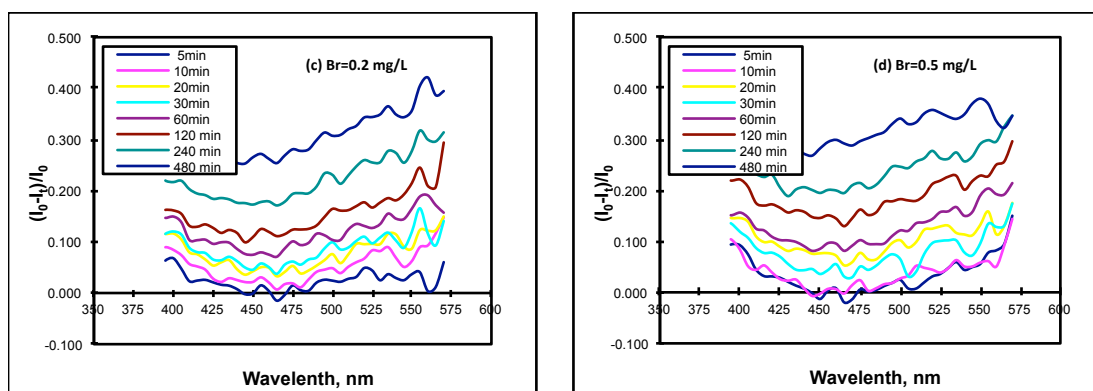 0.500
0.400
0.300
0.200
0.100
0.000
-0.100
(I0-It)/I0
5min
10min
20min
30min
60min
120 min
240 min
480 min
(c) Br=0.2 mg/L
350 375 400 425 450 475 500 525 550 575 600
Wavelenth, nm
0.500
0.400
0.300
0.200
0.100
0.000
-0.100
(I0-It)/I0
5min
10min
20min
30min
60min
120 min
240 min
480 min
(d) Br=0.5 mg/L
350 375 400 425 450 475 500 525 550 575 600
Wavelenth, nm